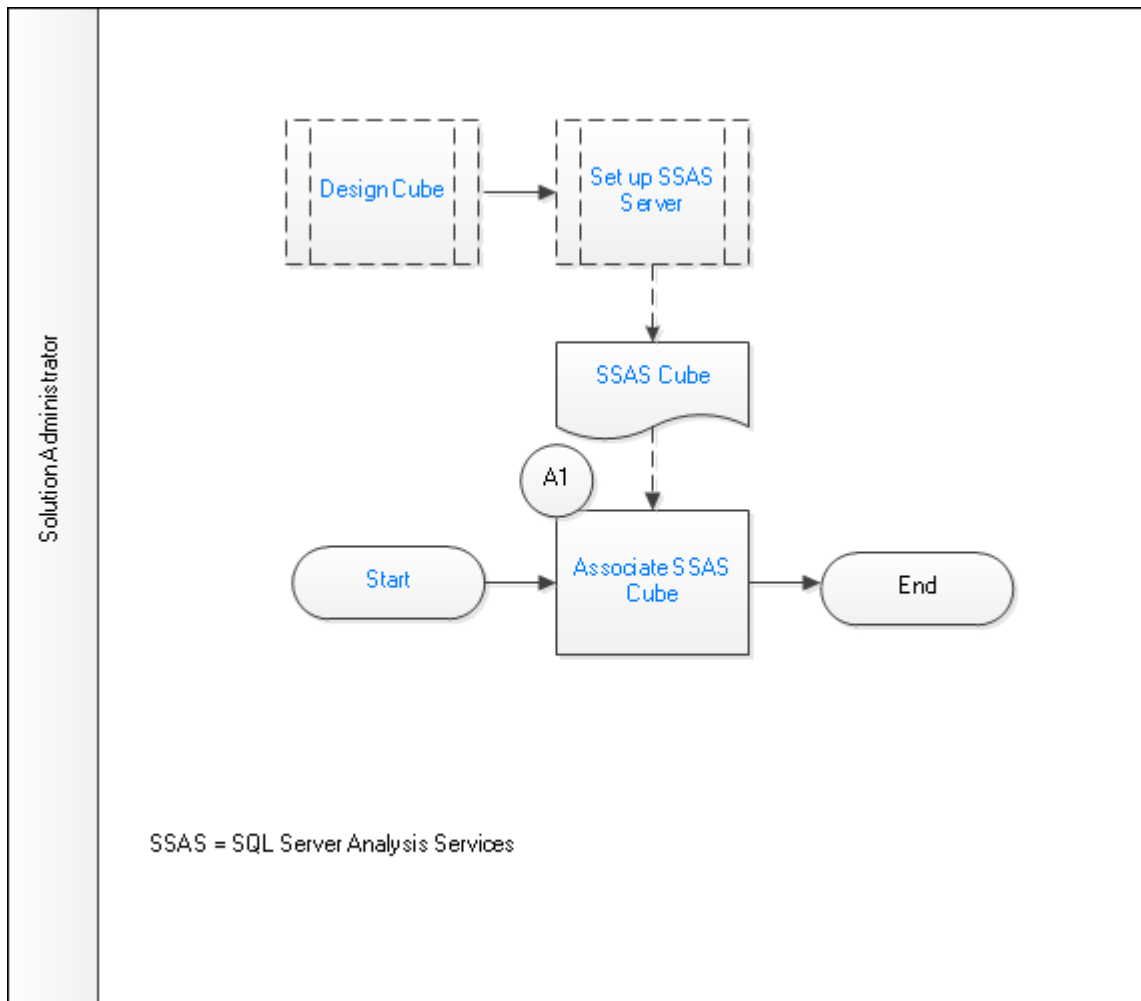 Solution Administrator
Design Cube
Set up SSAS
Server
SSAS Cube
A1
Start
Associate SSAS
Cube
End
SSAS = SQL Server Analysis Services